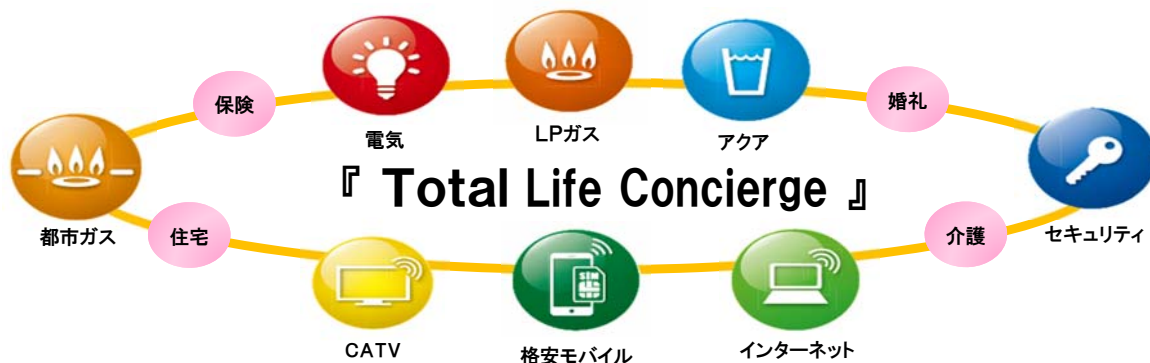 保険
婚礼
電気
LPガス
アクア
『 Total Life Concierge 』
都市ガス
住宅
介護
セキュリティ
SIM
CATV
格安モバイル
インターネット